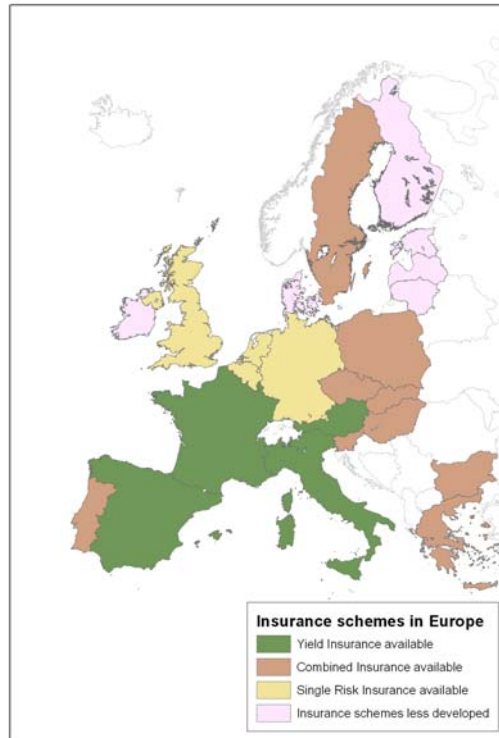 Insurance schemes in Europe
Yield Insurance available
Combined Insurance available
Single Risk Insurance available
Insurance schemes less developed